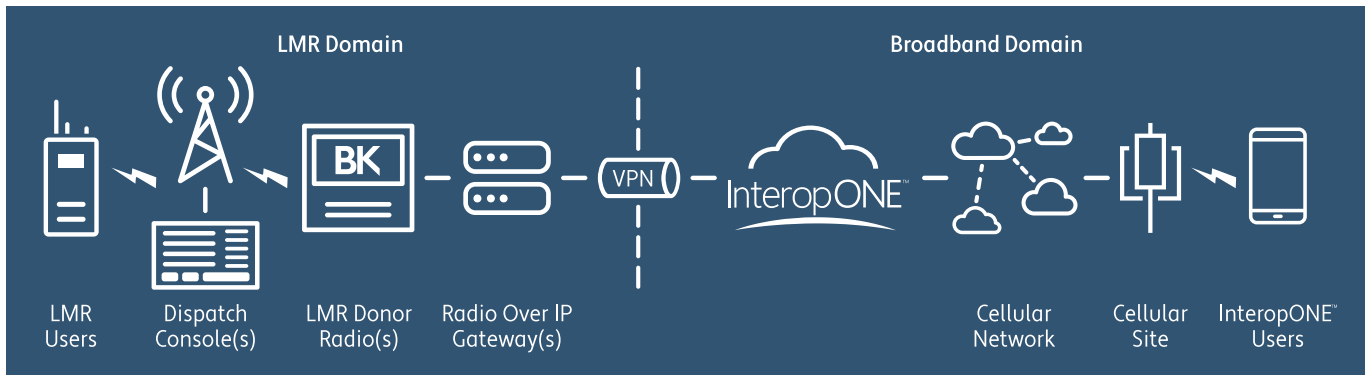 LMR Domain
Broadband Domain
BK
VPN
InteropONE™
LMR
Users
Dispatch
Console(s)
LMR Donor
Radio(s)
Radio Over IP
Gateway(s)
Cellular
Network
Cellular
Site
InteropONE™
Users